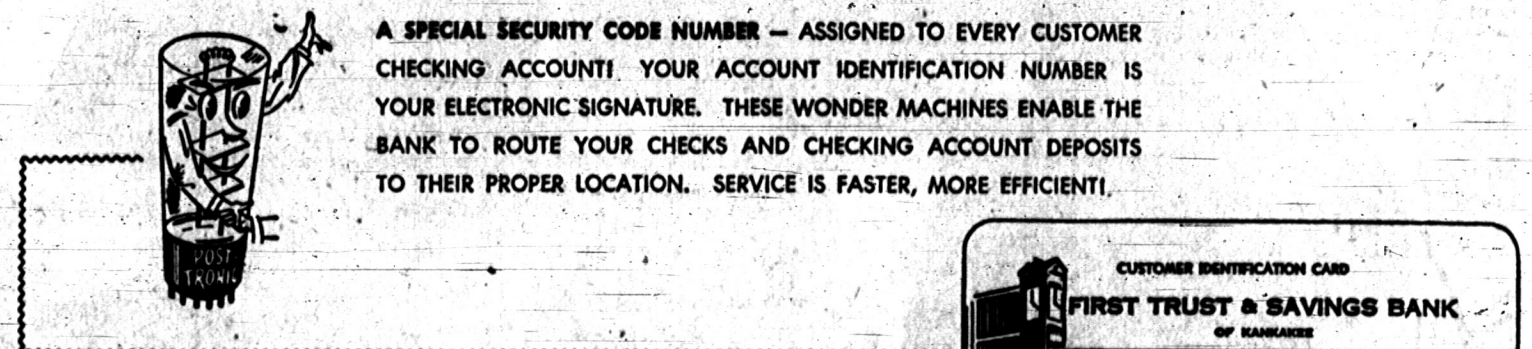 A SPECIAL SECURITY CODE NUMBER — ASSIGNED TO EVERY CUSTOMER
CHECKING ACCOUNT! YOUR ACCOUNT IDENTIFICATION NUMBER IS
YOUR ELECTRONIC SIGNATURE. THESE WONDER MACHINES ENABLE THE
BANK TO ROUTE YOUR CHECKS AND CHECKING ACCOUNT DEPOSITS
TO THEIR PROPER LOCATION. SERVICE IS FASTER, MORE EFFICIENT!
POST
TRONIC
CUSTOMER IDENTIFICATION CARD
FIRST TRUST & SAVINGS BANK
OF KANKAKEE